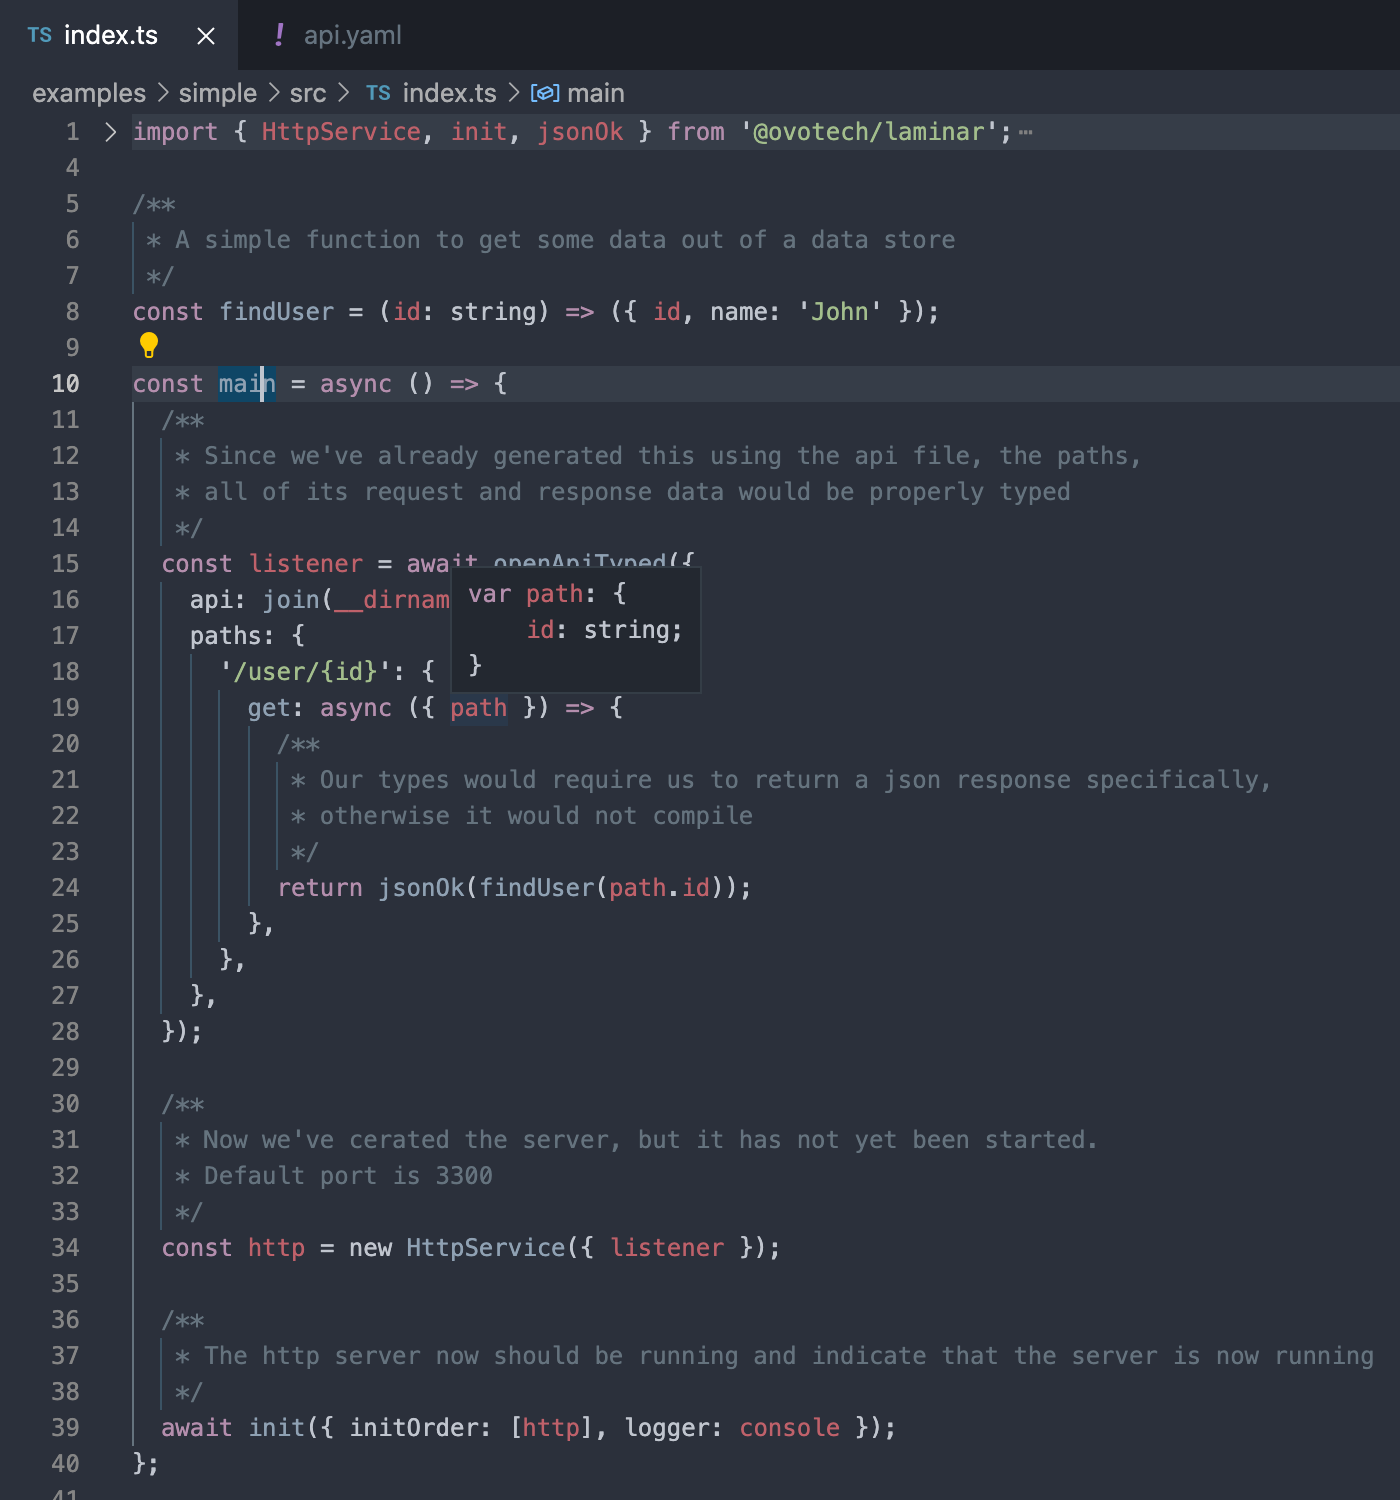 TS index.ts × ! api.yaml
examples > simple > src > TS index.ts > main
1 > import { HttpService, init, jsonOk } from '@ovotech/laminar';…
4
5 /**
6 * A simple function to get some data out of a data store
7 */
8 const findUser = (id: string) => ({ id, name: 'John' });
9
10 const main = async () => {
11 /**
12 * Since we've already generated this using the api file, the paths,
13 * all of its request and response data would be properly typed
14 */
15 const listener = await openApiTyped({
16 api: join(__dirnam
var path: {
id: string;
}
17 paths: {
18 '/user/{id}': {
19 get: async ({ path }) => {
20 /**
21 * Our types would require us to return a json response specifically,
22 * otherwise it would not compile
23 */
24 return jsonOk(findUser(path.id));
25 },
26 },
27 },
28 });
29
30 /**
31 * Now we've cerated the server, but it has not yet been started.
32 * Default port is 3300
33 */
34 const http = new HttpService({ listener });
35
36 /**
37 * The http server now should be running and indicate that the server is now running
38 */
39 await init({ initOrder: [http], logger: console });
40 };
41